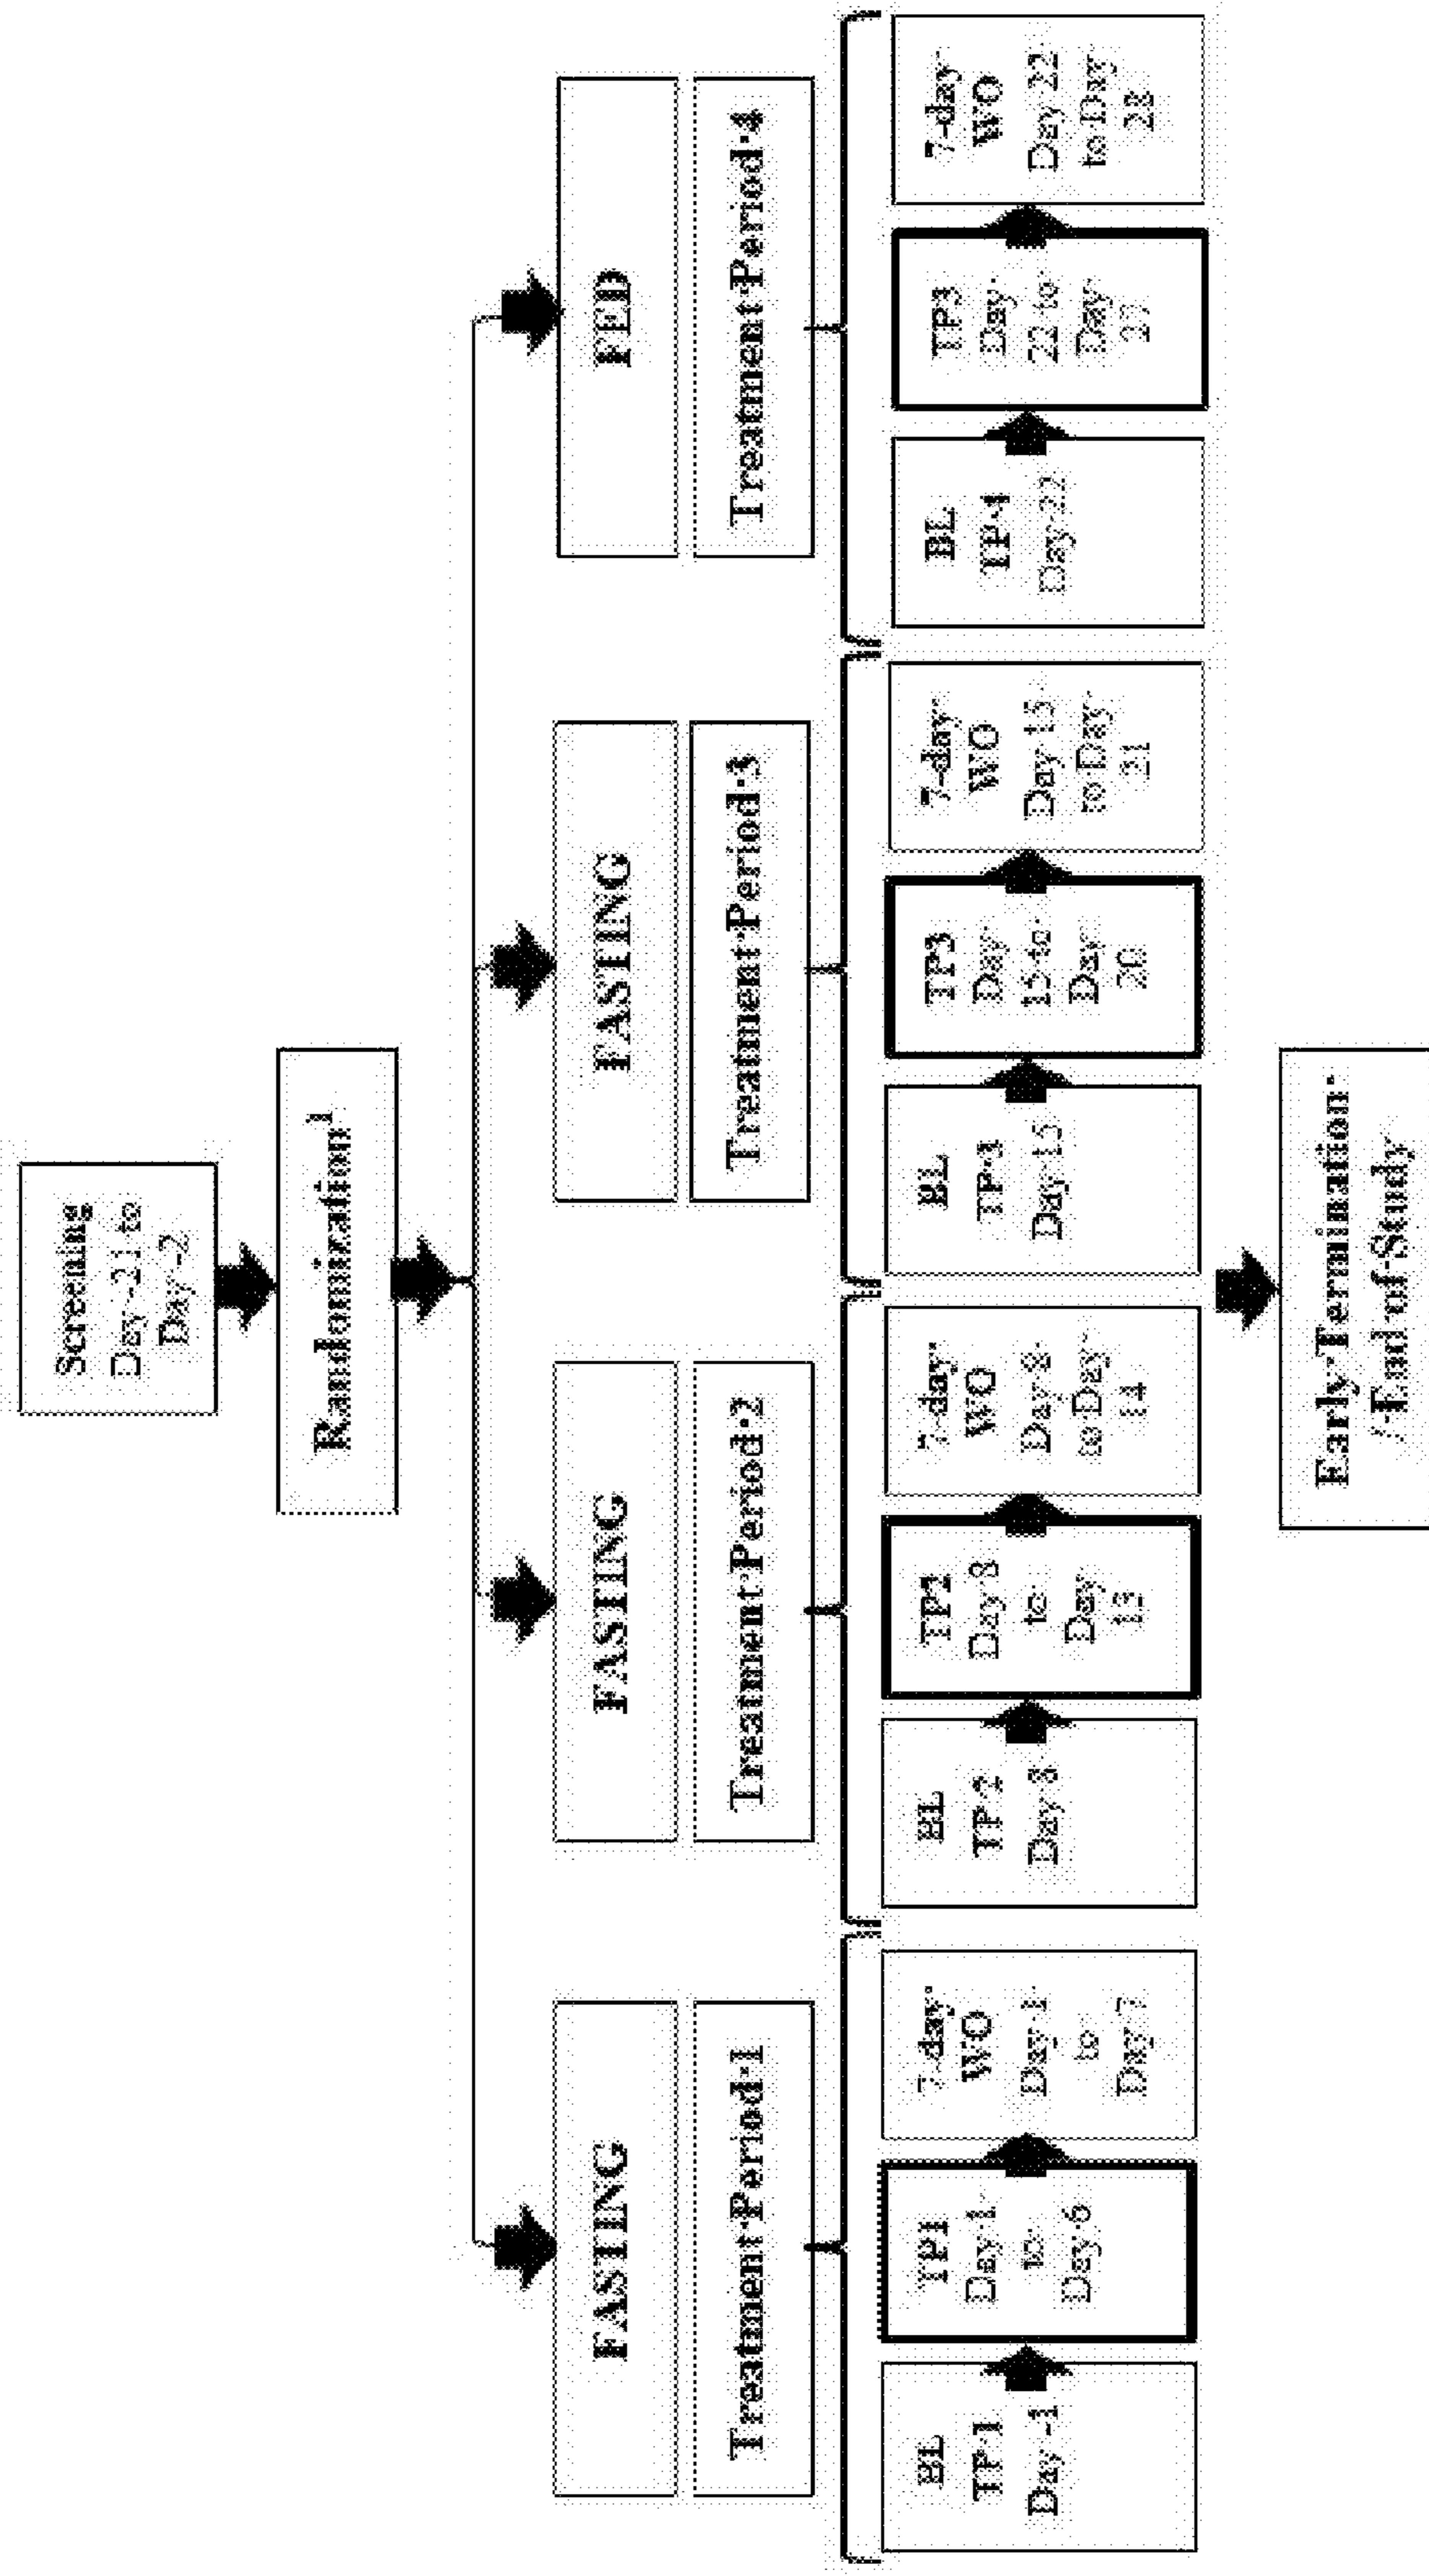 Screening
Day -21 to
Day -2
Randomization1
FASTING
Treatment Period 1
FASTING
Treatment Period 2
FASTING
Treatment Period 3
FED
Treatment Period 4
BL
TP 1
Day -1
TP1
Day 1
to
Day 6
7-day
WO
Day 1
to
Day 7
BL
TP 2
Day 8
TP2
Day 8
to
Day
13
7-day
WO
Day 8
to Day
14
BL
TP 1
Day 15
TP3
Day
15 to
Day
20
7-day
WO
Day 15
to Day
21
BL
TP 4
Day 22
TP3
Day
22 to
Day
27
7-day
WO
Day 22
to Day
28
Early Termination
/ End of Study